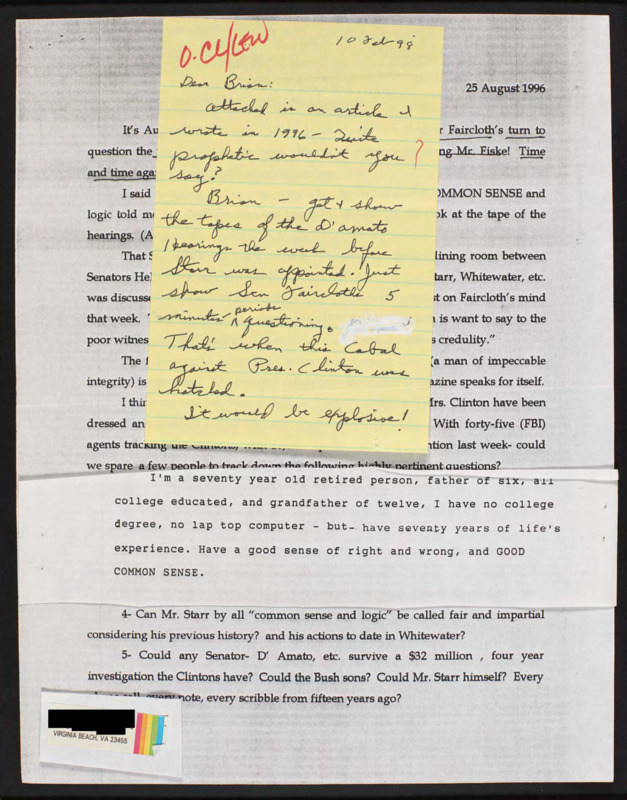 O. CL/LEW
10 Feb 98
Dear Brian:
Attached is an article I
wrote in 1996 - Quite
prophetic wouldn't you
say?
Brian - get & show
the tapes of the D'amato
Hearings the week before
Starr was appointed. Just
show Sen Faircloths 5
minutes periods questioning.
That's when this Cabal
against Pres. Clinton was
hatched.
It would be explosive!
25 August 1996
It's Au r Faircloth's turn to
question the ng Mr. Fiske! Time
and time aga
I said OMMON SENSE and
logic told me ok at the tape of the
hearings. (A
That S dining room between
Senators Hel tarr, Whitewater, etc.
was discusse st on Faircloth's mind
that week. is want to say to the
poor witnes s credulity."
The f (a man of impeccable
integrity) is azine speaks for itself.
I thin Mrs. Clinton have been
dressed an With forty-five (FBI)
agents tracking the Clintons, ntion last week- could
we spare a few people to track down the following highly pertinent questions?
I'm a seventy year old retired person, father of six, all
college educated, and grandfather of twelve, I have no college
degree, no lap top computer - but- have seventy years of life's
experience. Have a good sense of right and wrong, and GOOD
COMMON SENSE.
4- Can Mr. Starr by all "common sense and logic" be called fair and impartial
considering his previous history? and his actions to date in Whitewater?
5- Could any Senator- D' Amato, etc. survive a $32 million , four year
investigation the Clintons have? Could the Bush sons? Could Mr. Starr himself? Every
call, every note, every scribble from fifteen years ago?
VIRGINIA BEACH, VA 23455